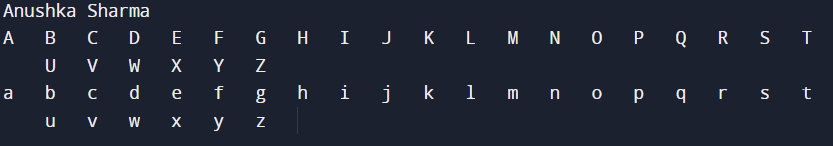 Anushka Sharma
A B C D E F G H I J K L M N O P Q R S T
U V W X Y Z
a b c d e f g h i j k l m n o p q r s t
u v w x y z